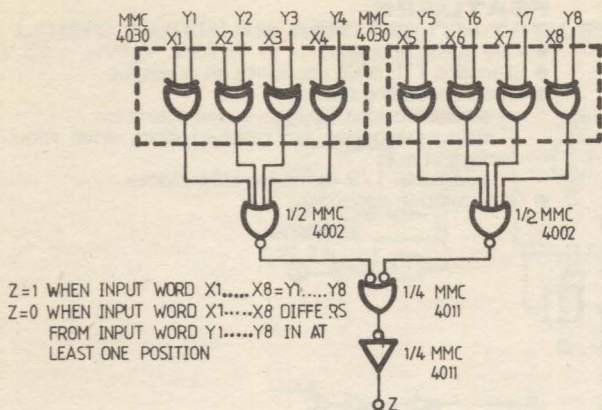 MMC Y1 Y2 Y3 Y4 MMC Y5 Y6 Y7 Y8
4030 X1 X2 X3 X4 4030 X5 X6 X7 X8
1/2 MMC
4002
1/2 MMC
4002
Z=1 WHEN INPUT WORD X1.....X8=Y1.....Y8
Z=0 WHEN INPUT WORD X1.....X8 DIFFERS
FROM INPUT WORD Y1.....Y8 IN AT
LEAST ONE POSITION
1/4 MMC
4011
1/4 MMC
4011
Z